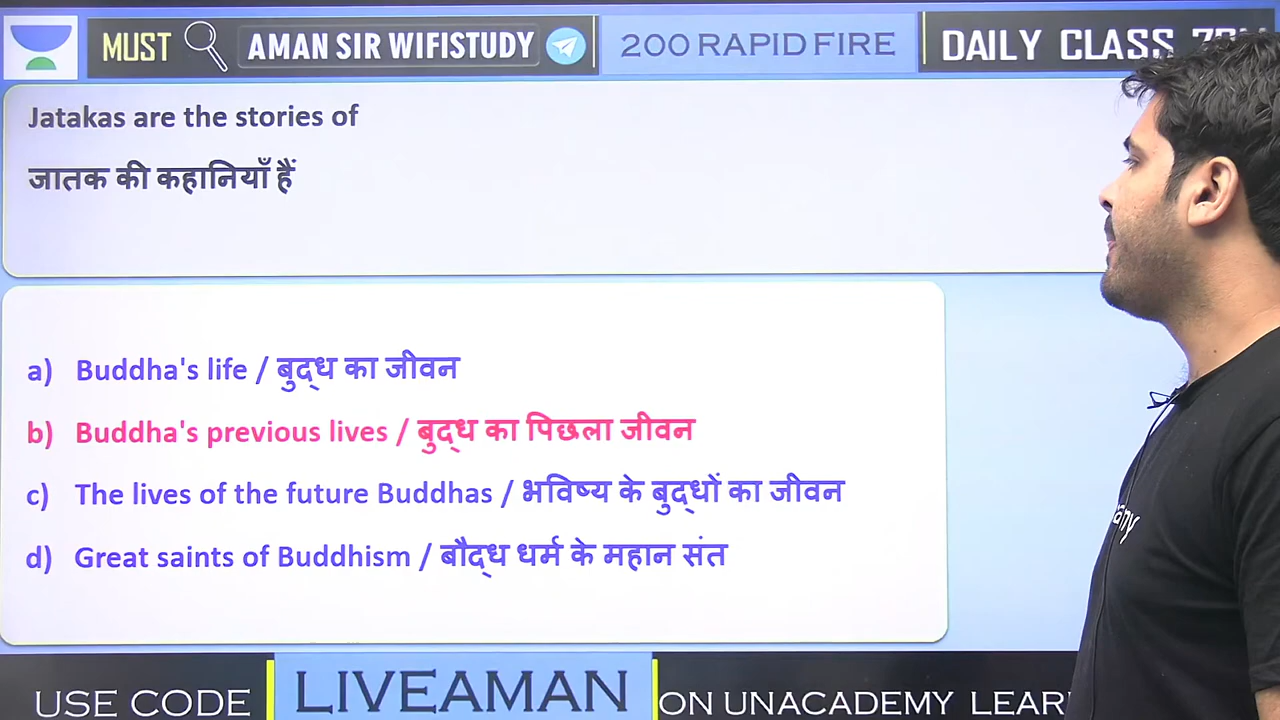 MUST AMAN SIR WIFISTUDY 200 RAPID FIRE DAILY CLASS
Jatakas are the stories of
जातक की कहानियाँ हैं
a) Buddha's life / बुद्ध का जीवन
b) Buddha's previous lives / बुद्ध का पिछला जीवन
c) The lives of the future Buddhas / भविष्य के बुद्धों का जीवन
d) Great saints of Buddhism / बौद्ध धर्म के महान संत
USE CODE LIVEAMAN ON UNACADEMY